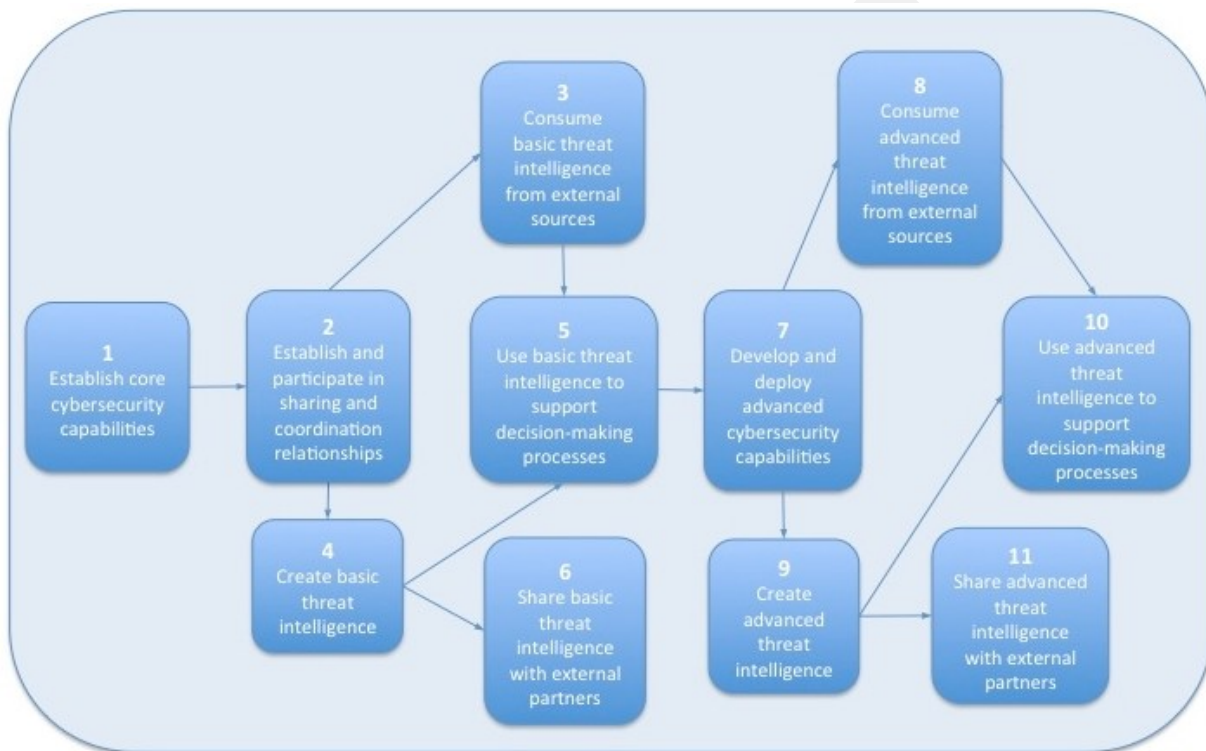 1
Establish core
cybersecurity
capabilities
2
Establish and
participate in
sharing and
coordination
relationships
3
Consume
basic threat
intelligence
from external
sources
4
Create basic
threat
intelligence
5
Use basic threat
intelligence to
support
decision-making
processes
6
Share basic
threat
intelligence
with external
partners
7
Develop and
deploy
advanced
cybersecurity
capabilities
8
Consume
advanced
threat
intelligence
from external
sources
9
Create
advanced
threat
intelligence
10
Use advanced
threat
intelligence to
support
decision-making
processes
11
Share advanced
threat
intelligence
with external
partners